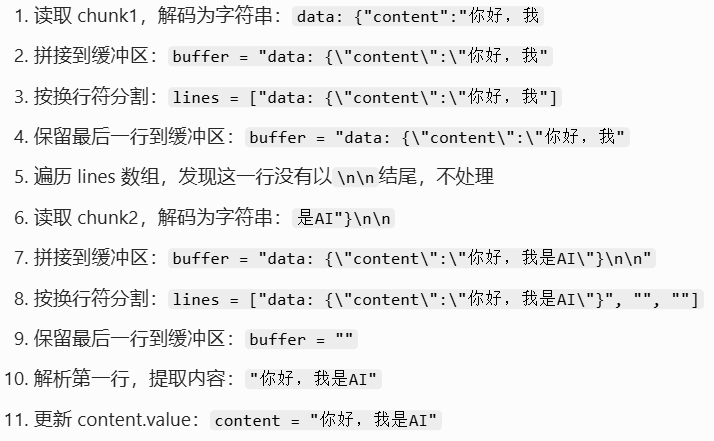 1. 读取 chunk1，解码为字符串：data: {"content":"你好，我
2. 拼接到缓冲区：buffer = "data: {\"content\":\"你好，我"
3. 按换行符分割：lines = ["data: {\"content\":\"你好，我"]
4. 保留最后一行到缓冲区：buffer = "data: {\"content\":\"你好，我"
5. 遍历 lines 数组，发现这一行没有以\n\n结尾，不处理
6. 读取 chunk2，解码为字符串：是AI"}\n\n
7. 拼接到缓冲区：buffer = "data: {\"content\":\"你好，我是AI\"}\n\n"
8. 按换行符分割：lines = ["data: {\"content\":\"你好，我是AI\"}", "", ""]
9. 保留最后一行到缓冲区：buffer = ""
10. 解析第一行，提取内容："你好，我是AI"
11. 更新 content.value：content = "你好，我是AI"